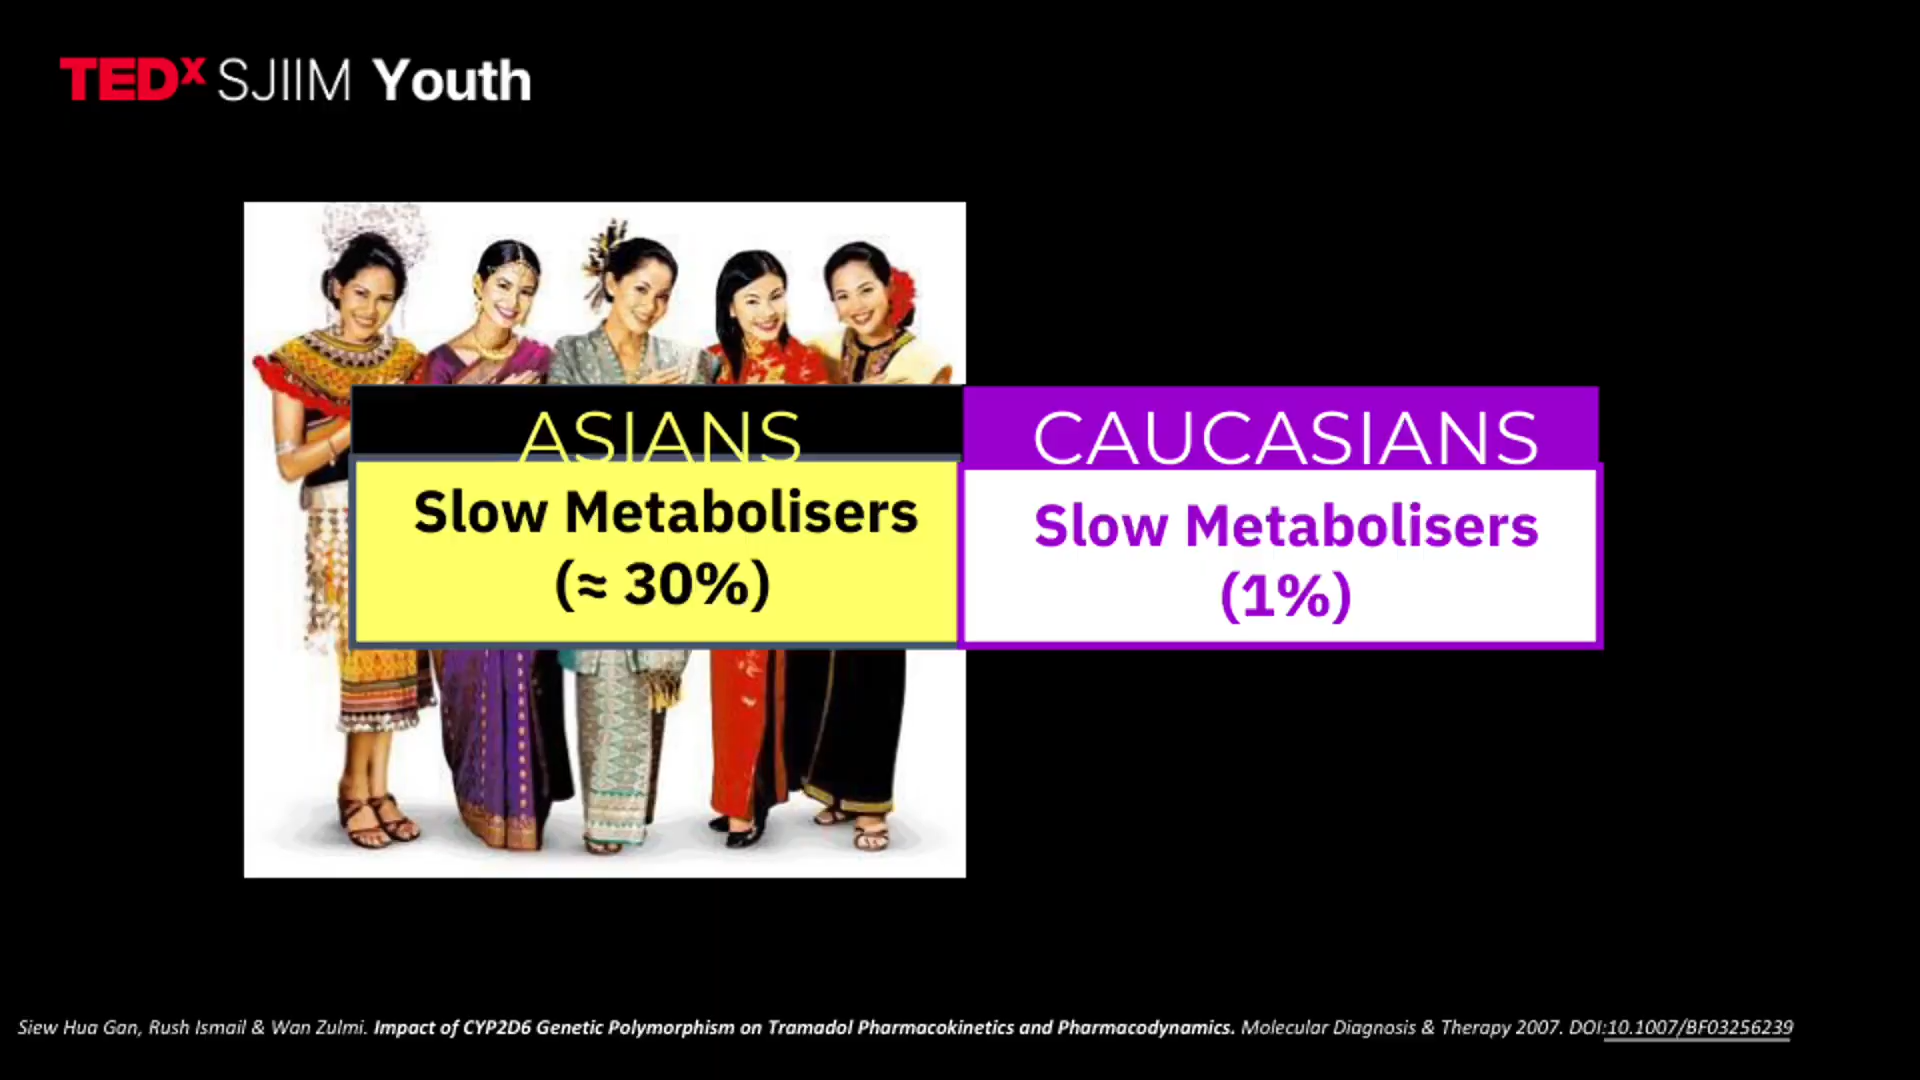 TEDx SJIIM Youth
ASIANS
Slow Metabolisers
(≈ 30%)
CAUCASIANS
Slow Metabolisers
(1%)
Siew Hua Gan, Rush Ismail & Wan Zulmi. Impact of CYP2D6 Genetic Polymorphism on Tramadol Pharmacokinetics and Pharmacodynamics. Molecular Diagnosis & Therapy 2007. DOI:10.1007/BF03256239